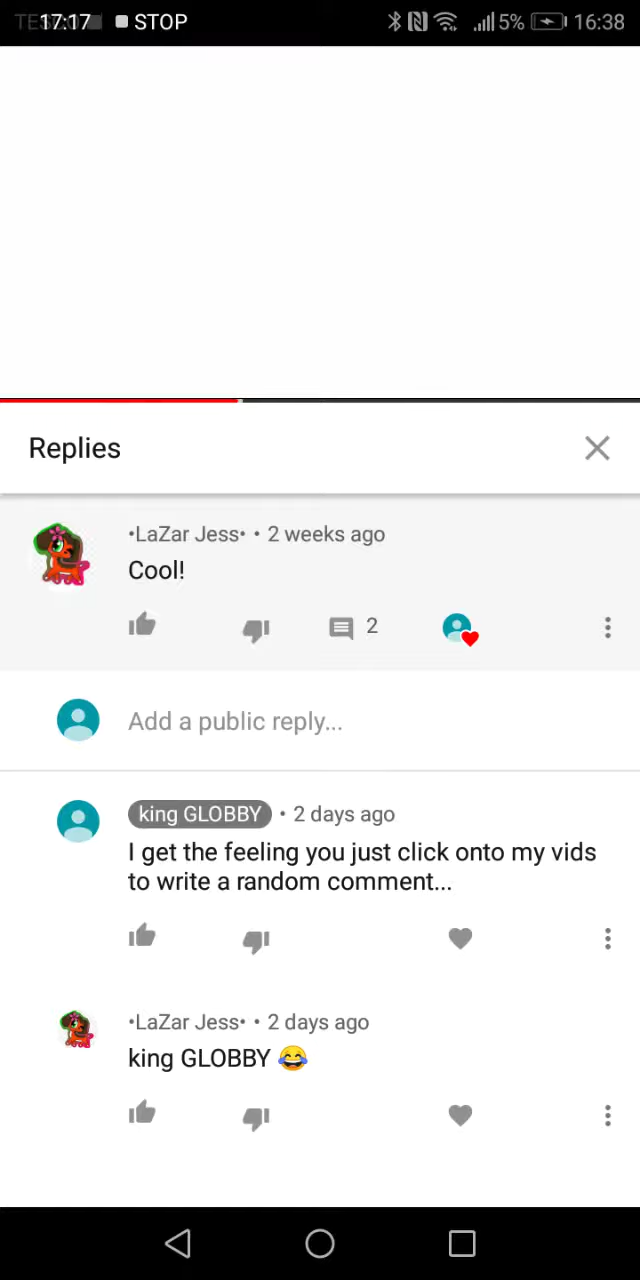 17:17 STOP 5% 16:38
Replies
•LaZar Jess• • 2 weeks ago
Cool!
2
Add a public reply...
king GLOBBY • 2 days ago
I get the feeling you just click onto my vids
to write a random comment...
•LaZar Jess• • 2 days ago
king GLOBBY 😂